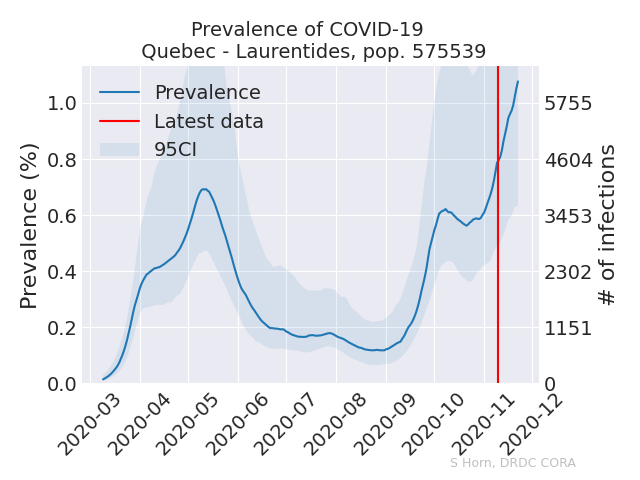 Prevalence of COVID-19
Quebec - Laurentides, pop. 575539
Prevalence
Latest data
95CI
Prevalence (%)
1.0
0.8
0.6
0.4
0.2
0.0
5755
4604
3453
2302
1151
0
# of infections
2020-03
2020-04
2020-05
2020-06
2020-07
2020-08
2020-09
2020-10
2020-11
2020-12
S Horn, DRDC CORA